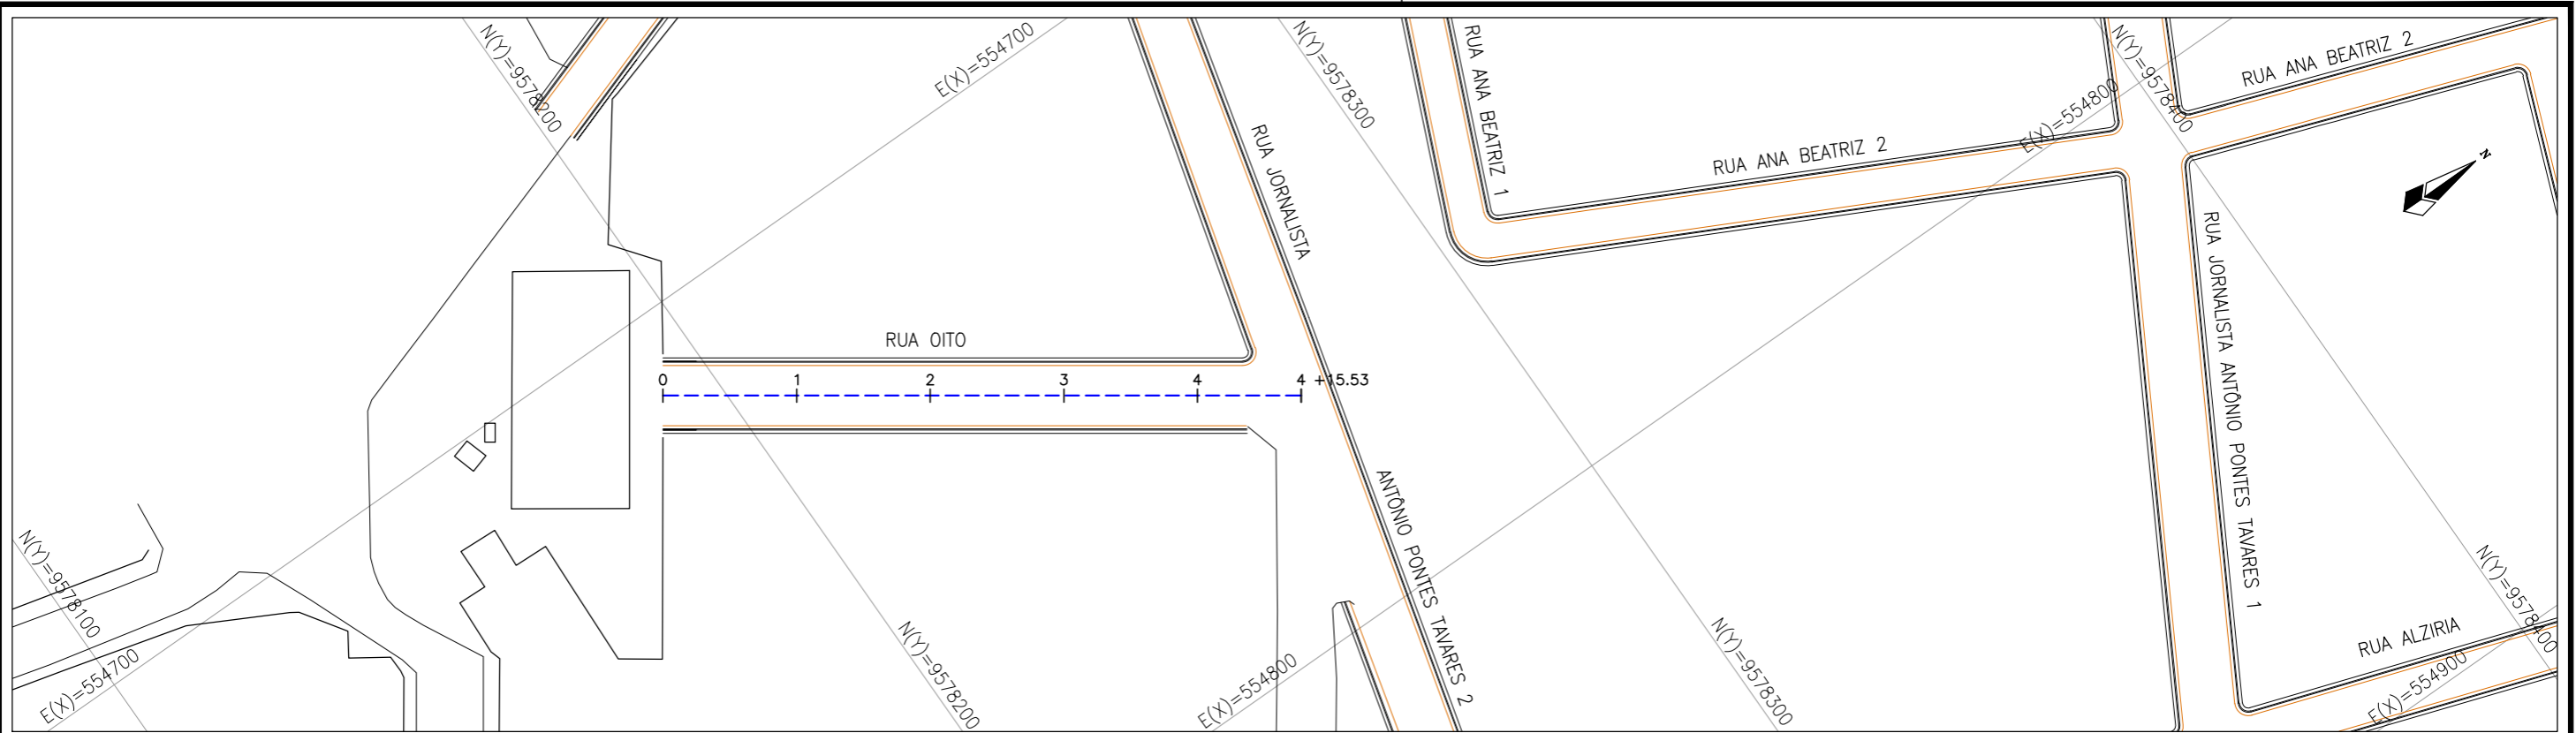 N(Y)=9578200
E(X)=554700
RUA JORNALISTA
N(Y)=9578300
RUA ANA BEATRIZ 1
RUA ANA BEATRIZ 2
E(X)=554800
N(Y)=9578400
RUA ANA BEATRIZ 2
N
RUA OITO
0 1 2 3 4 4 +15.53
ANTÔNIO PONTES TAVARES 2
RUA JORNALISTA ANTÔNIO PONTES TAVARES 1
N(Y)=9578100
E(X)=554700
N(Y)=9578200
E(X)=554800
N(Y)=9578300
RUA ALZIRIA
E(X)=554900
N(Y)=9578400